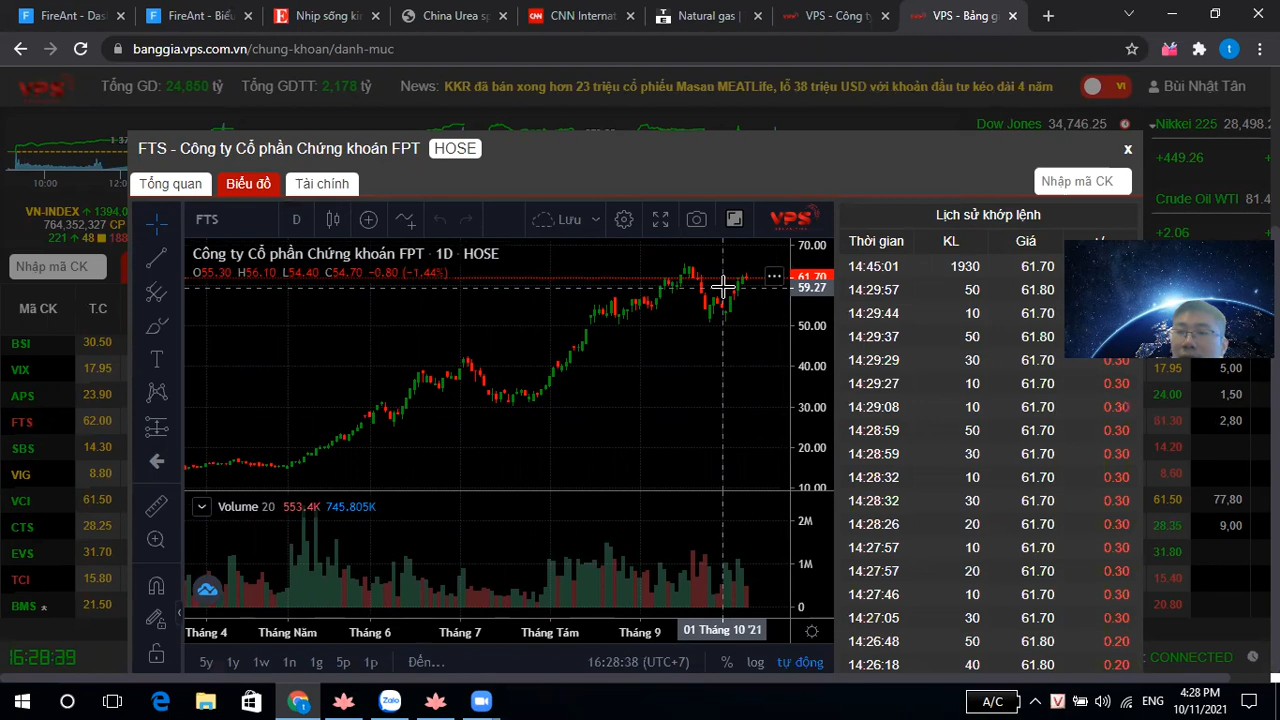 FireAnt - Das
FireAnt - Biểu
Nhịp sống kin
China Urea sp
CNN Internat
Natural gas |
VPS - Công ty
VPS - Bảng gi
banggia.vps.com.vn/chung-khoan/danh-muc
Tổng GD: 24,850 tỷ Tổng GDTT: 2,178 tỷ News: KKR đã bán xong hơn 23 triệu cổ phiếu Masan MEATLife, lỗ 38 triệu USD với khoản đầu tư kéo dài 4 năm VI Bùi Nhật Tân
Dow Jones 34,746.25 Nikkei 225 28,498.2
+449.26
Crude Oil WTI 81.4
+2.06
10:00
VN-INDEX ↑ 1394.0
764,352,327 CP
221 ↑ 48 ■ 188
Nhập mã CK
Mã CK T.C
BSI 30.50
VIX 17.95
APS 23.90
FTS 62.00
SBS 14.30
VIG 8.80
VCI 61.50
CTS 28.25
EVS 31.70
TCI 15.80
BMS * 21.50
16:28:39
FTS - Công ty Cổ phần Chứng khoán FPT HOSE x
Tổng quan Biểu đồ Tài chính Nhập mã CK
FTS D Lưu VPS
Công ty Cổ phần Chứng khoán FPT · 1D · HOSE
O55.30 H56.10 L54.40 C54.70 −0.80 (−1.44%)
70.00
61.70
59.27
50.00
40.00
30.00
20.00
10.00
Volume 20 553.4K 745.805K
2M
1M
0
Tháng 4 Tháng Năm Tháng 6 Tháng 7 Tháng Tám Tháng 9 01 Tháng 10 '21
5y 1y 1w 1n 1g 5p 1p Đến... 16:28:38 (UTC+7) % log tự động
Lịch sử khớp lệnh
Thời gian KL Giá +/-
14:45:01 1930 61.70
14:29:57 50 61.80
14:29:44 10 61.70
14:29:37 50 61.80
14:29:29 30 61.70 0.30
14:29:27 10 61.70 0.30
14:29:08 10 61.70 0.30
14:28:59 50 61.70 0.30
14:28:59 30 61.70 0.30
14:28:32 10 61.70 0.30
14:28:32 30 61.70 0.30
14:28:26 20 61.70 0.30
14:27:57 10 61.70 0.30
14:27:57 20 61.70 0.30
14:27:46 10 61.70 0.30
14:27:05 30 61.70 0.30
14:26:48 50 61.80 0.20
14:26:18 40 61.80 0.20
17.95 5,00
24.00 1,50
61.30 2,80
14.20
8.60
61.50 77,80
28.35 9,00
31.80
15.40
20.80
CONNECTED
A/C V ENG 4:28 PM
10/11/2021